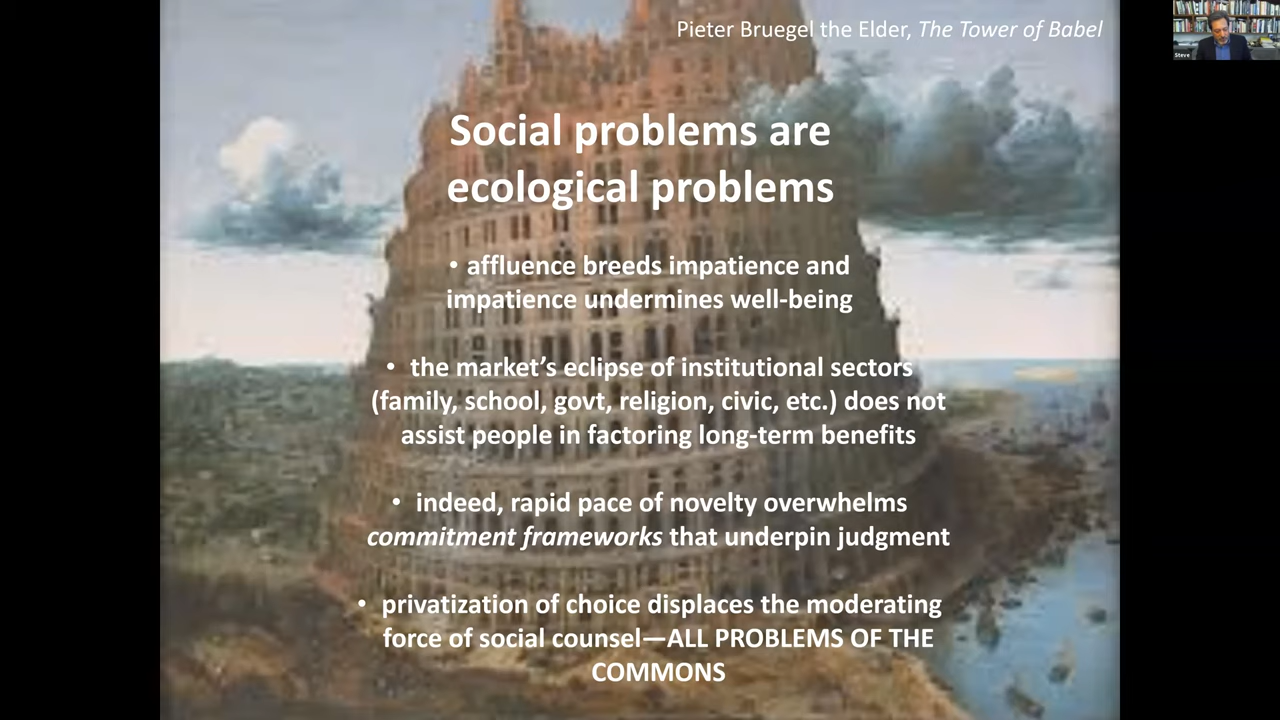 Pieter Bruegel the Elder, The Tower of Babel
Steve
Social problems are
ecological problems
• affluence breeds impatience and
impatience undermines well-being
• the market’s eclipse of institutional sectors
(family, school, govt, religion, civic, etc.) does not
assist people in factoring long-term benefits
• indeed, rapid pace of novelty overwhelms
commitment frameworks that underpin judgment
• privatization of choice displaces the moderating
force of social counsel—ALL PROBLEMS OF THE
COMMONS